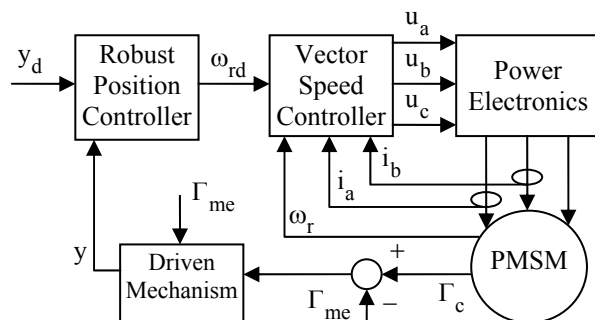 y_d
Robust
Position
Controller
ω_rd
Vector
Speed
Controller
u_a
u_b
u_c
Power
Electronics
i_b
i_a
ω_r
Γ_me
y
Driven
Mechanism
Γ_me
+
−
Γ_c
PMSM